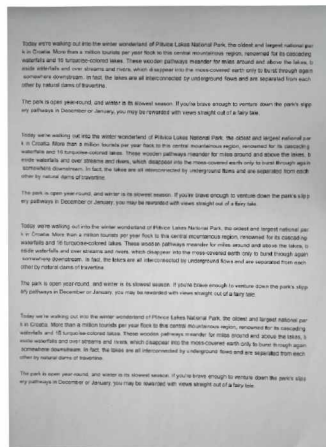 Today we're walking out into the winter wonderland of Plitvice Lakes National Park, the oldest and largest national par
k in Croatia. More than a million tourists per year flock to this central mountainous region, renowned for its cascading
waterfalls and 16 turquoise-colored lakes. These wooden pathways meander for miles around and above the lakes, b
eside waterfalls and over streams and rivers, which disappear into the moss-covered earth only to burst through again
somewhere downstream. In fact, the lakes are all interconnected by underground flows and are separated from each
other by natural dams of travertine.
The park is open year-round, and winter is its slowest season. If you're brave enough to venture down the park's slipp
ery pathways in December or January, you may be rewarded with views straight out of a fairy tale.
Today we're walking out into the winter wonderland of Plitvice Lakes National Park, the oldest and largest national par
k in Croatia. More than a million tourists per year flock to this central mountainous region, renowned for its cascading
waterfalls and 16 turquoise-colored lakes. These wooden pathways meander for miles around and above the lakes, b
eside waterfalls and over streams and rivers, which disappear into the moss-covered earth only to burst through again
somewhere downstream. In fact, the lakes are all interconnected by underground flows and are separated from each
other by natural dams of travertine.
The park is open year-round, and winter is its slowest season. If you're brave enough to venture down the park's slipp
ery pathways in December or January, you may be rewarded with views straight out of a fairy tale.
Today we're walking out into the winter wonderland of Plitvice Lakes National Park, the oldest and largest national par
k in Croatia. More than a million tourists per year flock to this central mountainous region, renowned for its cascading
waterfalls and 16 turquoise-colored lakes. These wooden pathways meander for miles around and above the lakes, b
eside waterfalls and over streams and rivers, which disappear into the moss-covered earth only to burst through again
somewhere downstream. In fact, the lakes are all interconnected by underground flows and are separated from each
other by natural dams of travertine.
The park is open year-round, and winter is its slowest season. If you're brave enough to venture down the park's slipp
ery pathways in December or January, you may be rewarded with views straight out of a fairy tale.
Today we're walking out into the winter wonderland of Plitvice Lakes National Park, the oldest and largest national par
k in Croatia. More than a million tourists per year flock to this central mountainous region, renowned for its cascading
waterfalls and 16 turquoise-colored lakes. These wooden pathways meander for miles around and above the lakes, b
eside waterfalls and over streams and rivers, which disappear into the moss-covered earth only to burst through again
somewhere downstream. In fact, the lakes are all interconnected by underground flows and are separated from each
other by natural dams of travertine.
The park is open year-round, and winter is its slowest season. If you're brave enough to venture down the park's slipp
ery pathways in December or January, you may be rewarded with views straight out of a fairy tale.